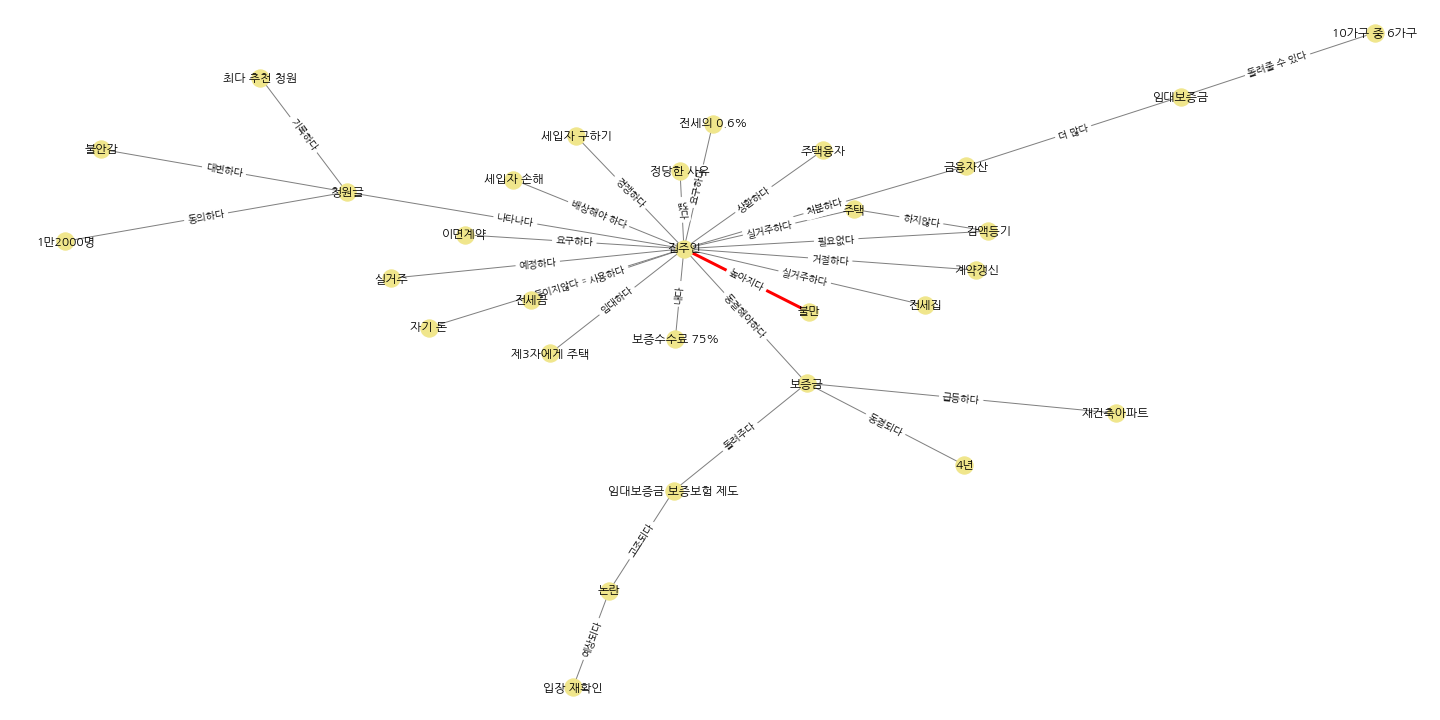 10가구 중 6가구
돌려줄 수 있다
최다 추천 청원
임대보증금
기록하다
전세의 0.6%
더 많다
세입자 구하기
불안감
주택융자
대변하다
정당한 사유
금융자산
세입자 손해
경쟁하다
요구하다
청원글
상환하다
배상해야 하다
없다
처분하다
주택
동의하다
나타나다
하지않다
1만2000명
이면계약
요구하다
실거주하다
필요없다
감액등기
집주인
예정하다
거절하다
계약갱신
실거주
사용하다
높아지다
실거주하다
전세끔
임대하다
내다
전세집
불만
자기 돈
동결해야하다
보증수수료 75%
제3자에게 주택
보증금
급등하다
재건축아파트
동결되다
돌려주다
4년
임대보증금 보증보험 제도
고조되다
논란
예상되다
입장 재확인